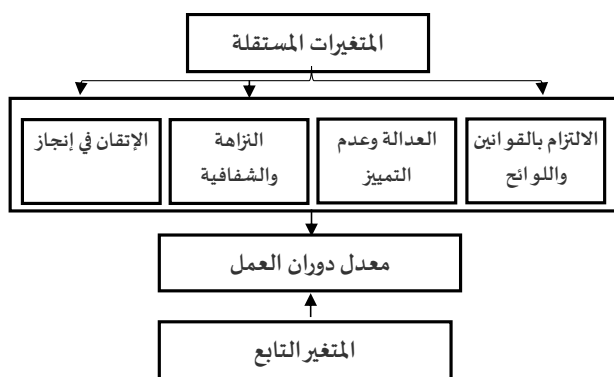 المتغيرات المستقلة
الالتزام بالقوانين
واللوائح
العدالة وعدم
التمييز
النزاهة
والشفافية
الإتقان في إنجاز
معدل دوران العمل
المتغير التابع